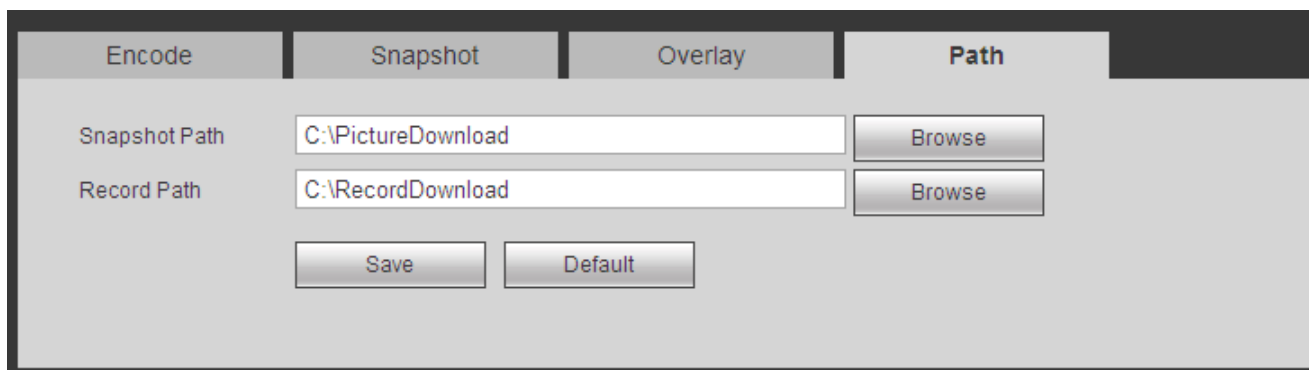 Encode Snapshot Overlay Path
Snapshot Path C:\PictureDownload Browse
Record Path C:\RecordDownload Browse
Save Default